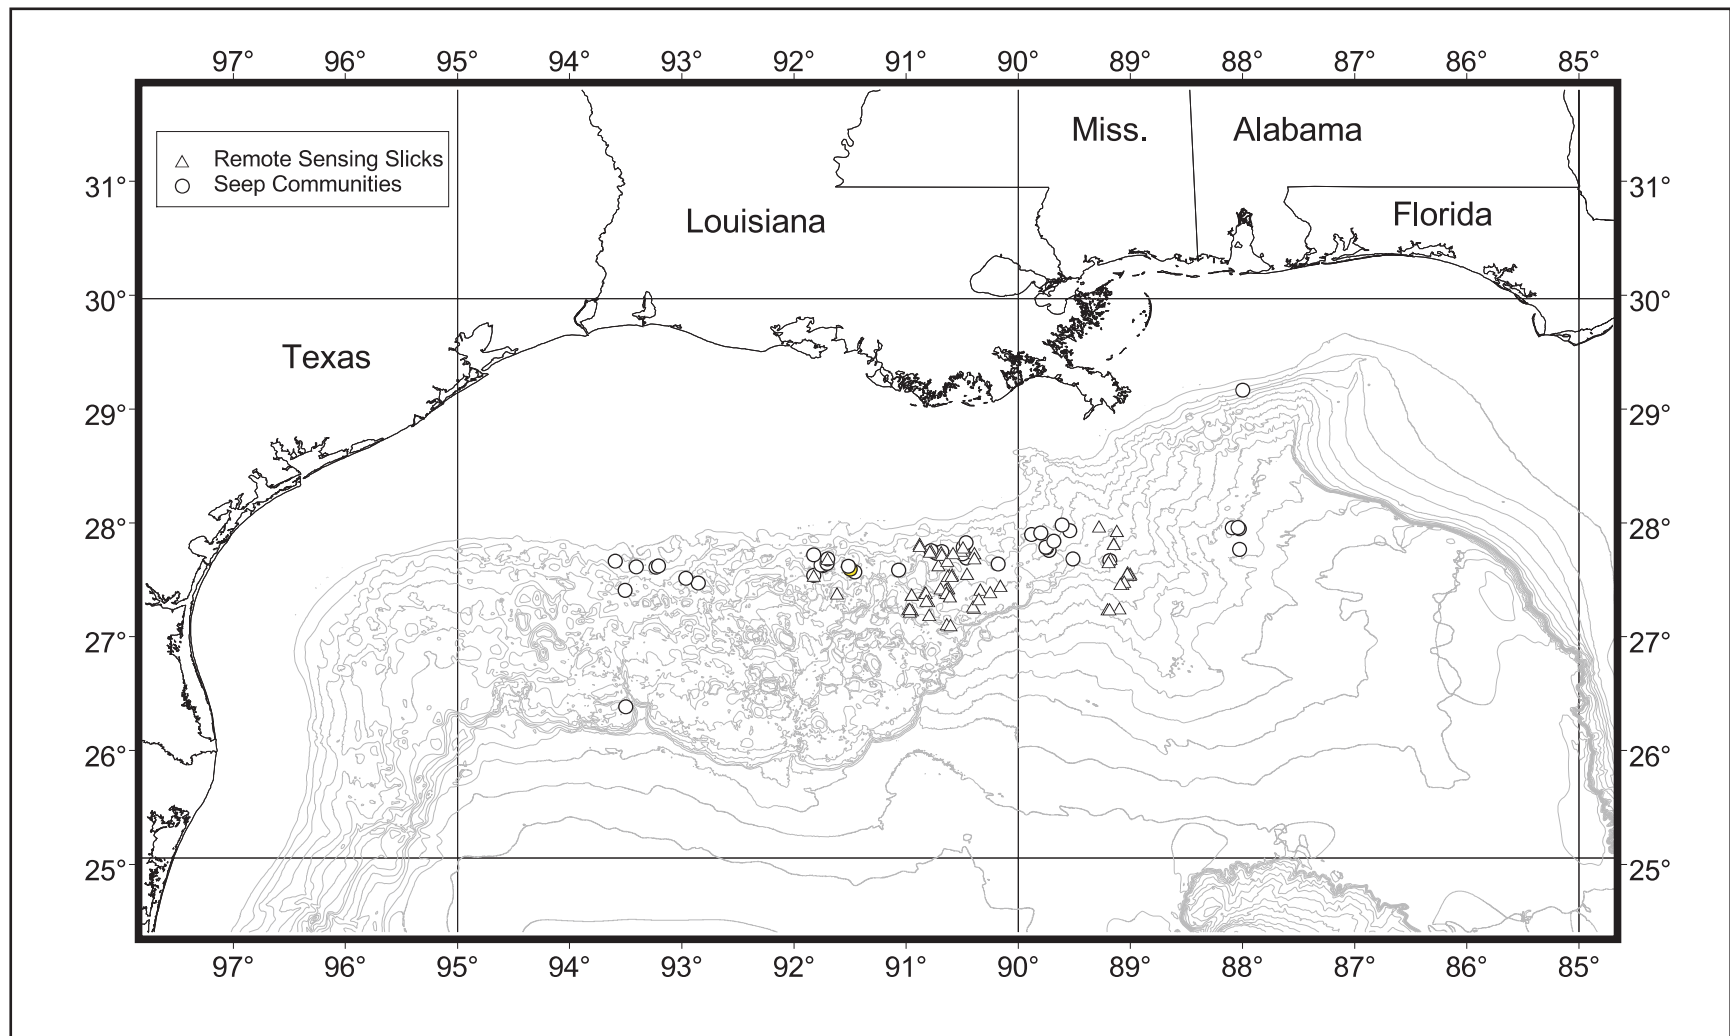 97° 96° 95° 94° 93° 92° 91° 90° 89° 88° 87° 86° 85°
Miss. Alabama
Remote Sensing Slicks
Seep Communities
31° 31°
Louisiana Florida
30° 30°
Texas
29° 29°
28° 28°
27° 27°
26° 26°
25° 25°
97° 96° 95° 94° 93° 92° 91° 90° 89° 88° 87° 86° 85°